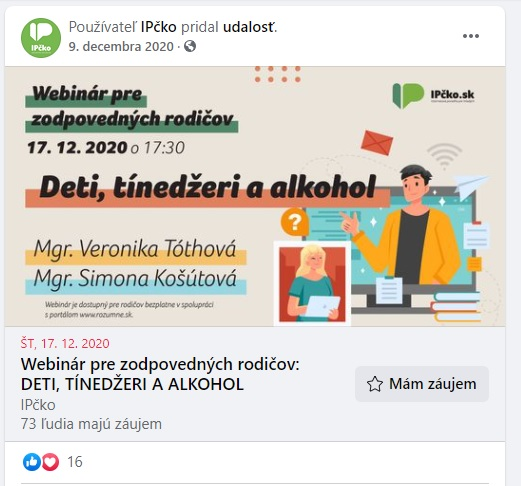 Používateľ IPčko pridal udalosť.
9. decembra 2020 ·
IPčko
Webinár pre
zodpovedných rodičov
17. 12. 2020 o 17:30
IPčko.sk
Deti, tínedžeri a alkohol
?
Mgr. Veronika Tóthová
Mgr. Simona Košútová
Webinár je dostupný pre rodičov bezplatne v spolupráci
s portálom www.rozumne.sk.
ŠT, 17. 12. 2020
Webinár pre zodpovedných rodičov:
DETI, TÍNEDŽERI A ALKOHOL
IPčko
73 ľudia majú záujem
Mám záujem
16